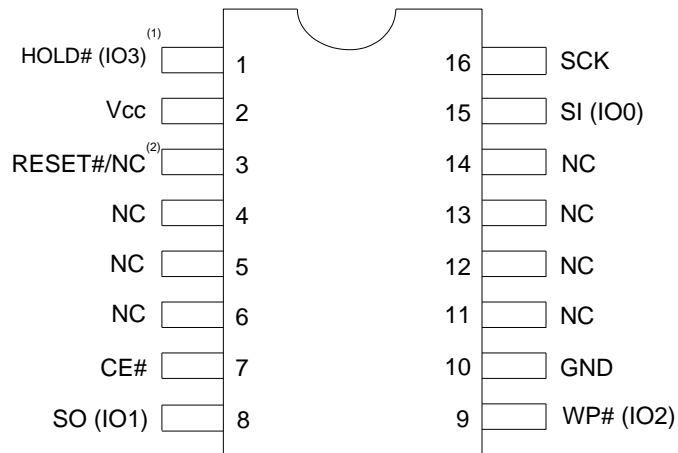 HOLD# (IO3) (1) 1 16 SCK
Vcc 2 15 SI (IO0)
RESET#/NC (2) 3 14 NC
NC 4 13 NC
NC 5 12 NC
NC 6 11 NC
CE# 7 10 GND
SO (IO1) 8 9 WP# (IO2)